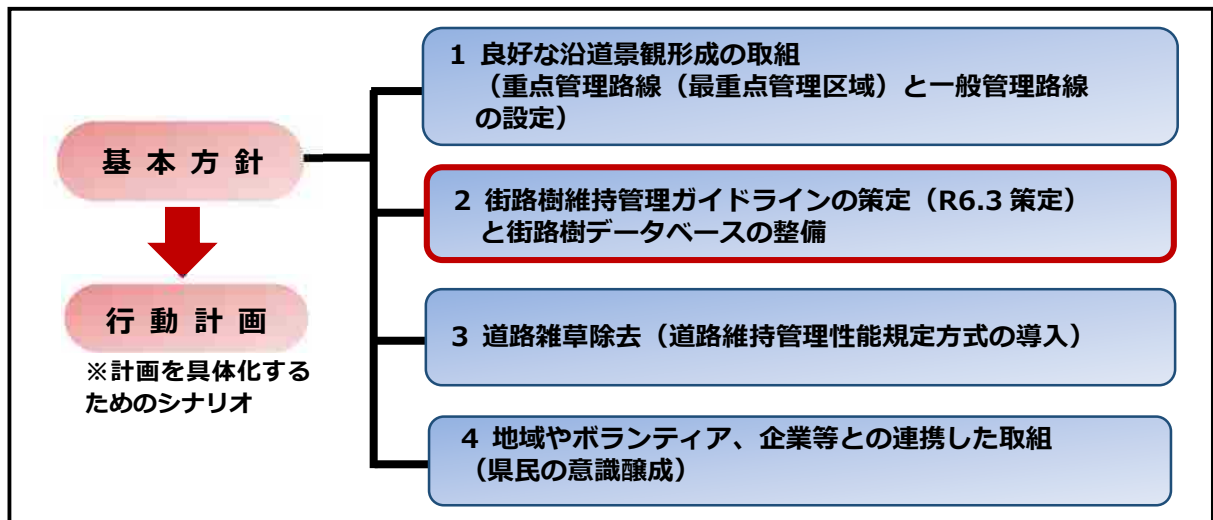 基本方針
行動計画
※計画を具体化する
ためのシナリオ
1 良好な沿道景観形成の取組
（重点管理路線（最重点管理区域）と一般管理路線
の設定）
2 街路樹維持管理ガイドラインの策定（R6.3 策定）
と街路樹データベースの整備
3 道路雑草除去（道路維持管理性能規定方式の導入）
4 地域やボランティア、企業等との連携した取組
（県民の意識醸成）